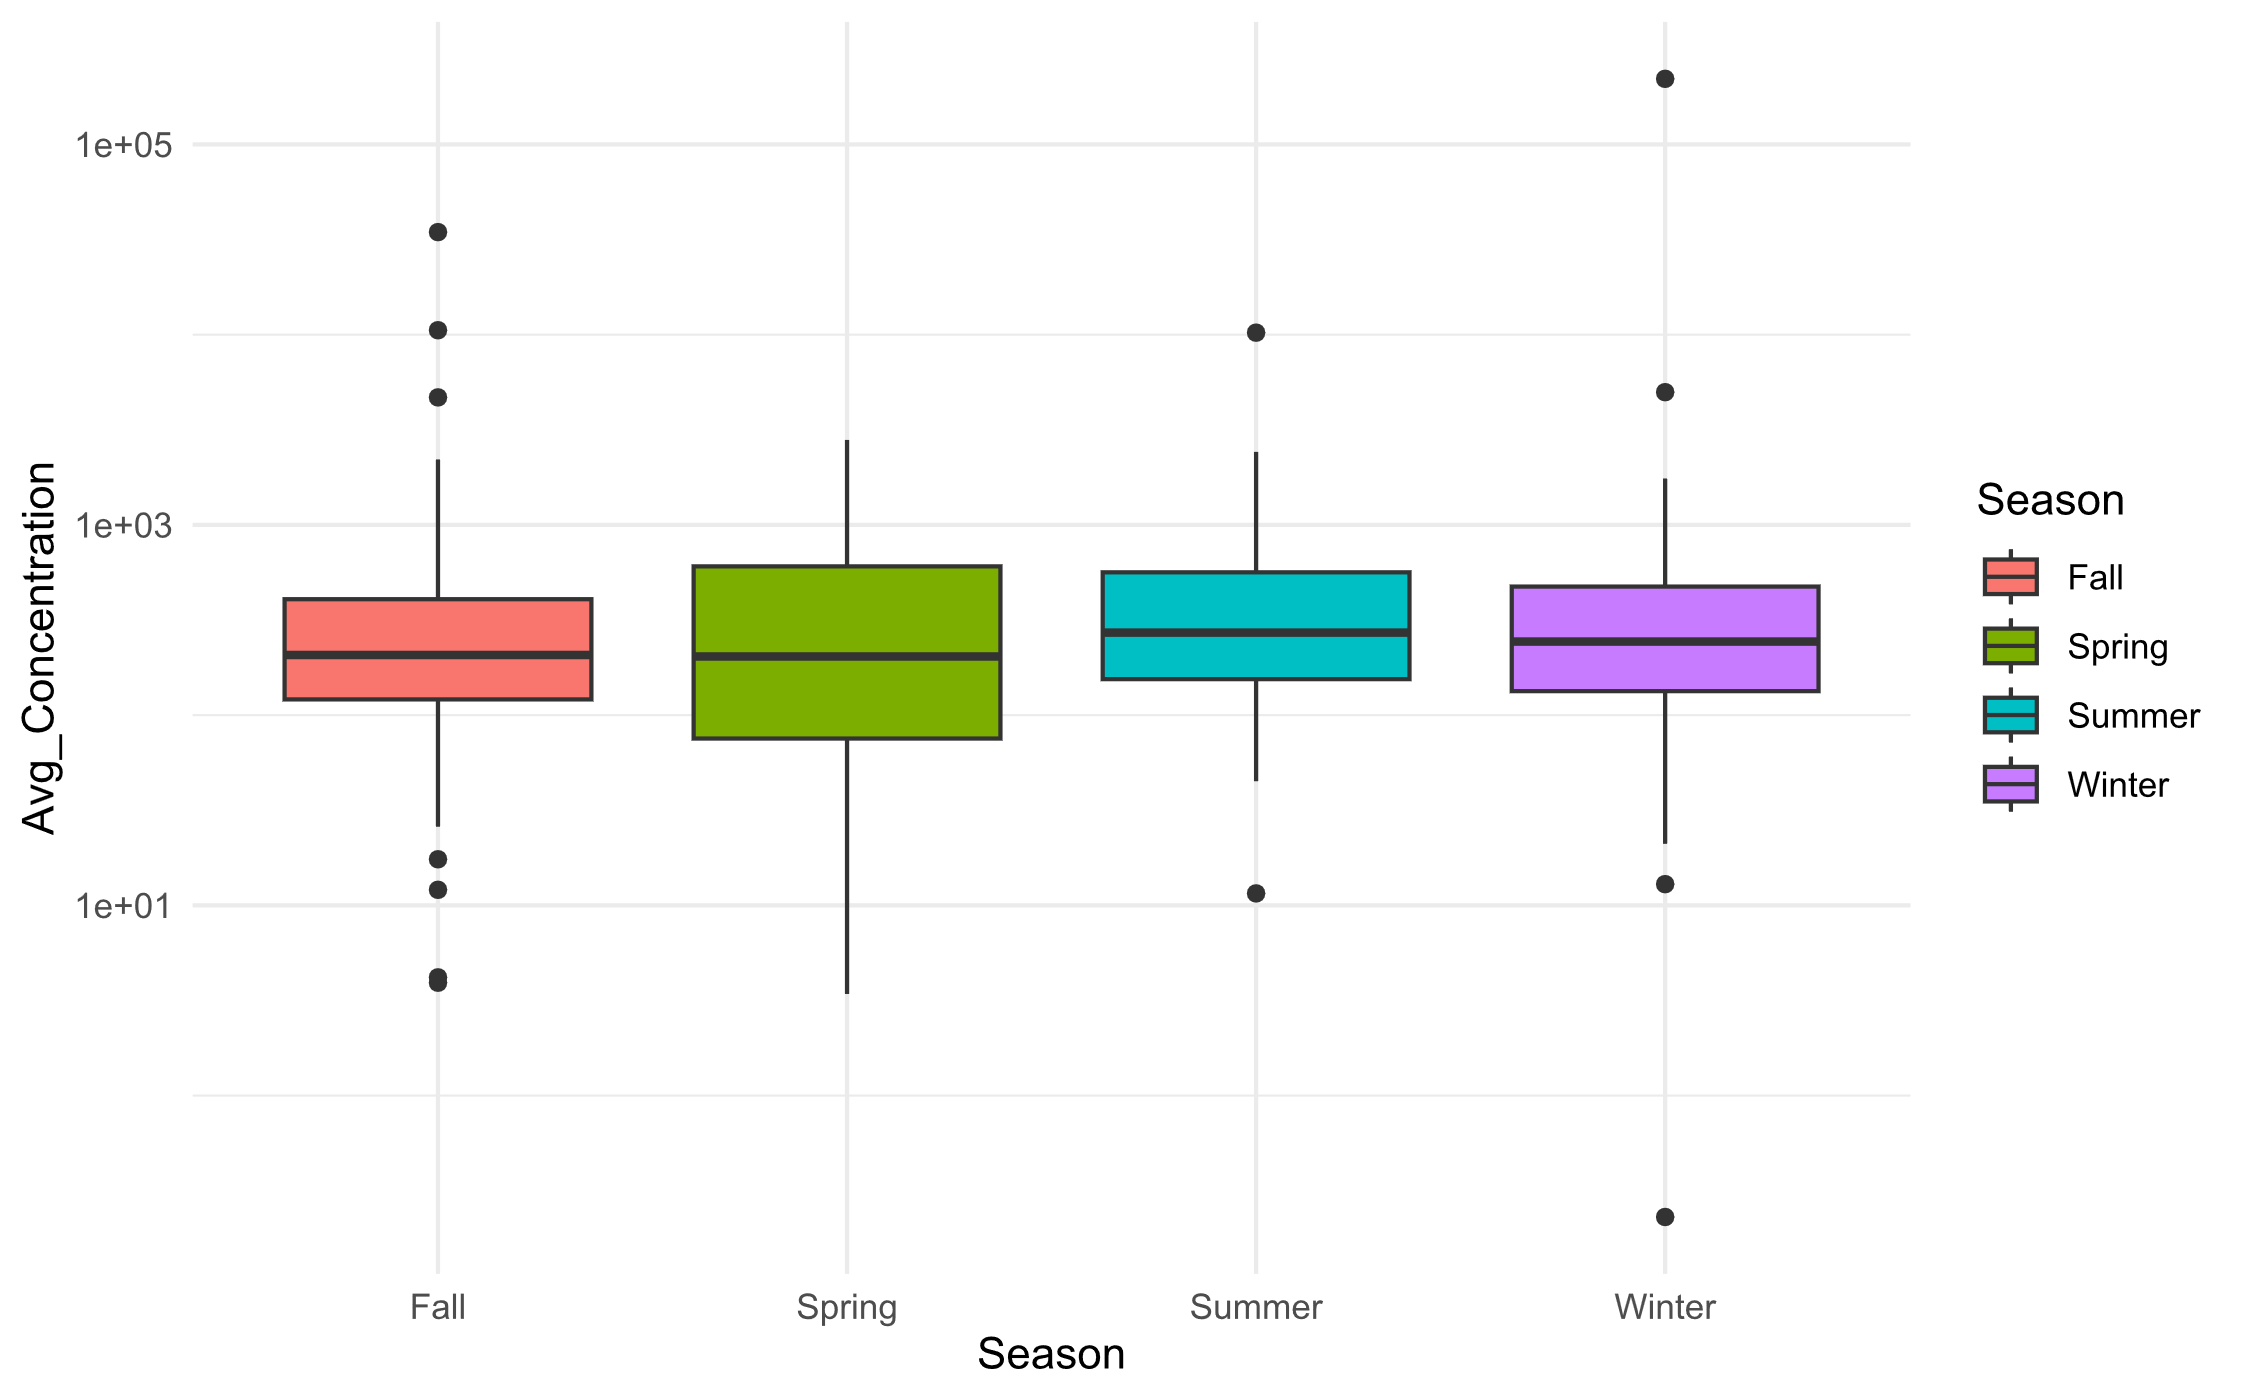 Avg_Concentration
1e+05
1e+03
1e+01
Fall
Spring
Summer
Winter
Season
Season
Fall
Spring
Summer
Winter